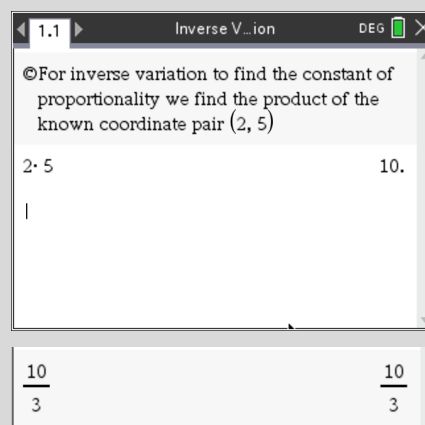 1.1 Inverse V...ion DEG
©For inverse variation to find the constant of
proportionality we find the product of the
known coordinate pair (2, 5)
2· 5 10.
10 10
3 3